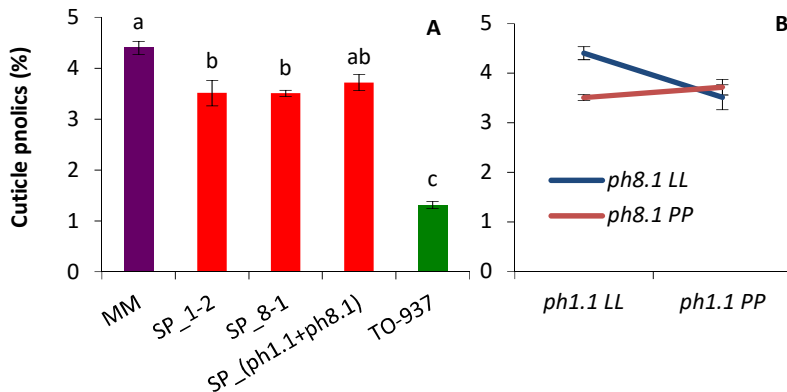 Cuticle pnolics (%)
5
4
3
2
1
0
A
a
b
b
ab
c
MM
SP_1-2
SP_8-1
SP_(ph1.1+ph8.1)
TO-937
B
5
4
3
2
1
0
ph8.1 LL
ph8.1 PP
ph1.1 LL
ph1.1 PP